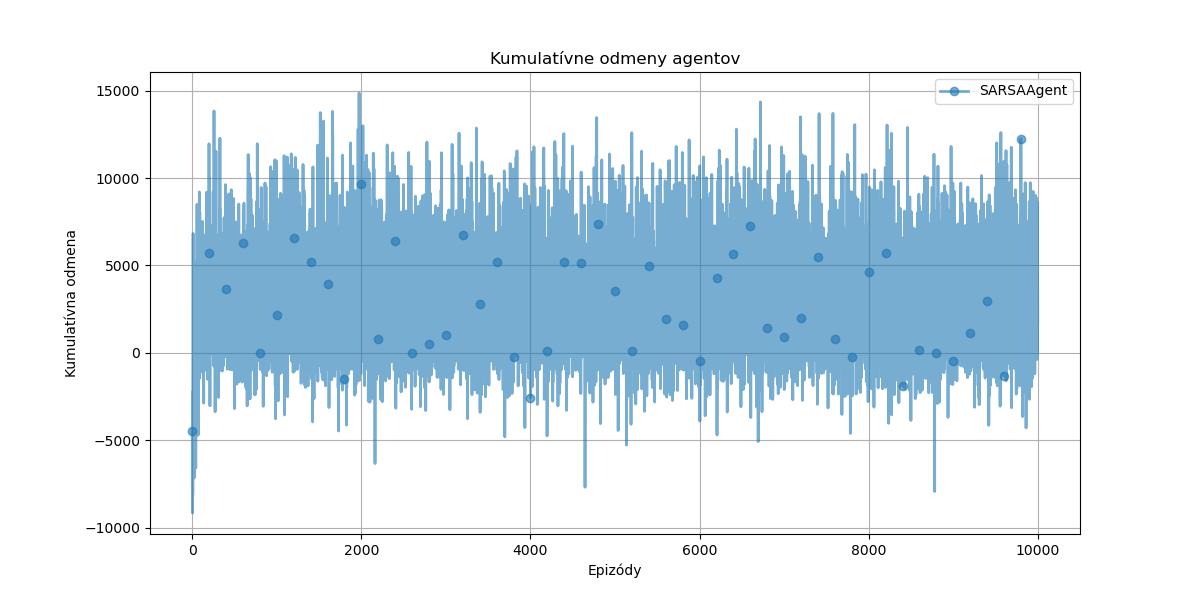 Kumulatívne odmeny agentov
SARSAAgent
Kumulatívna odmena
15000
10000
5000
0
−5000
−10000
0 2000 4000 6000 8000 10000
Epizódy